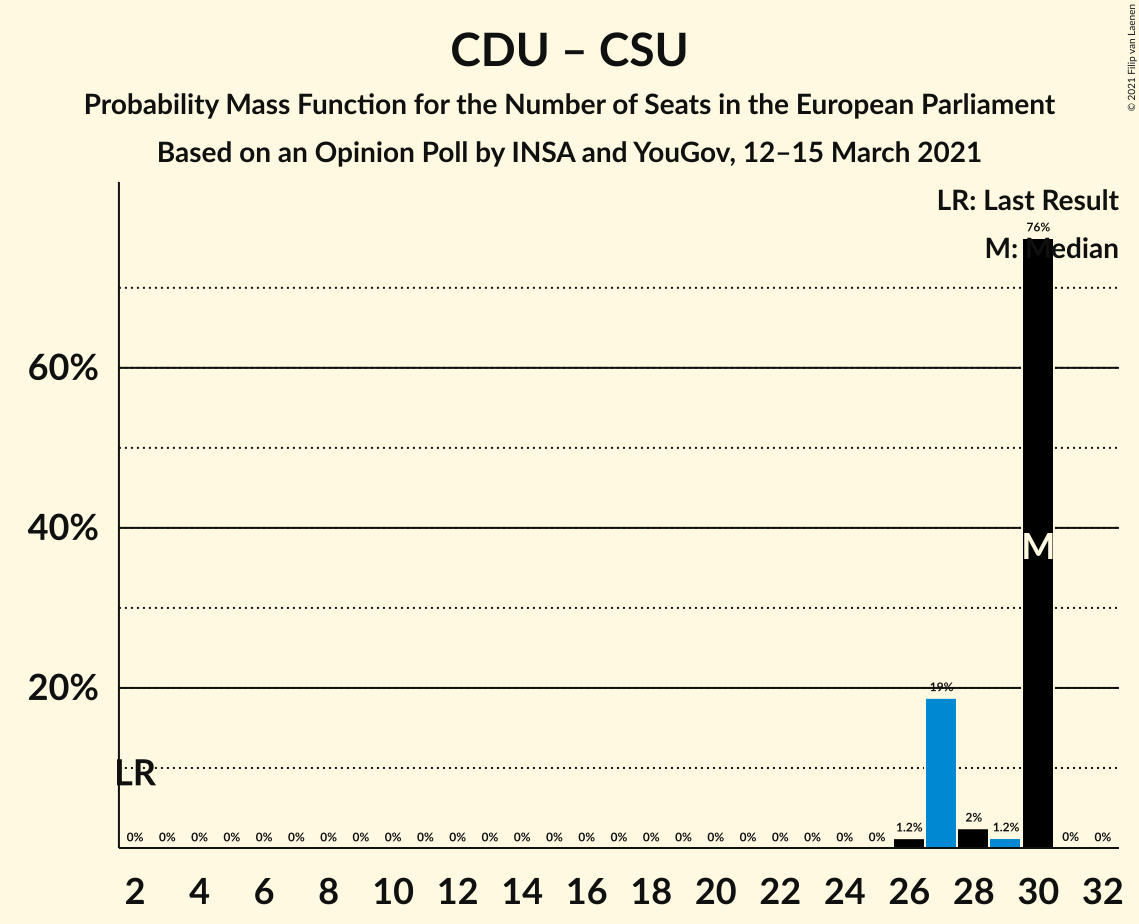 CDU – CSU
Probability Mass Function for the Number of Seats in the European Parliament
Based on an Opinion Poll by INSA and YouGov, 12–15 March 2021
© 2021 Filip van Laenen
LR: Last Result
M: Median
76%
60%
40%
M
20%
19%
LR
0% 0% 0% 0% 0% 0% 0% 0% 0% 0% 0% 0% 0% 0% 0% 0% 0% 0% 0% 0% 0% 0% 0% 0% 1.2% 2% 1.2% 0% 0%
2 4 6 8 10 12 14 16 18 20 22 24 26 28 30 32